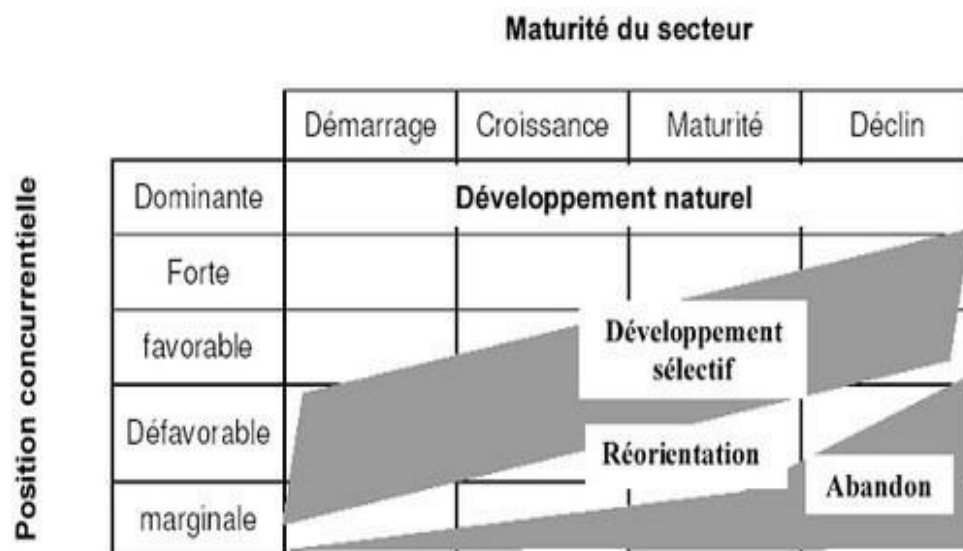 Maturité du secteur
Démarrage Croissance Maturité Déclin
Position concurrentielle
Dominante Développement naturel
Forte
favorable
Développement
sélectif
Défavorable
Réorientation
Abandon
marginale